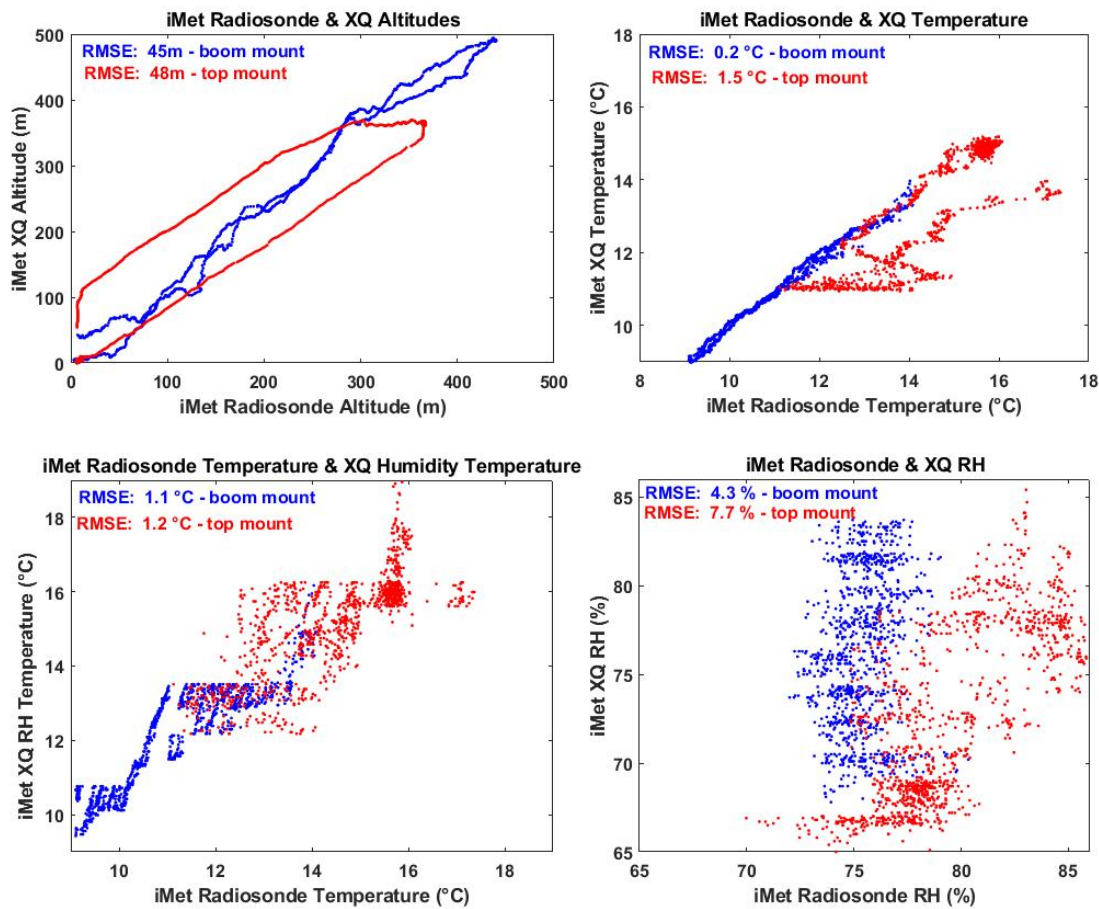 iMet Radiosonde & XQ Altitudes
RMSE: 45m - boom mount
RMSE: 48m - top mount
500
400
300
200
100
0
iMet XQ Altitude (m)
0 100 200 300 400 500
iMet Radiosonde Altitude (m)
iMet Radiosonde & XQ Temperature
RMSE: 0.2 °C - boom mount
RMSE: 1.5 °C - top mount
18
16
14
12
10
iMet XQ Temperature (°C)
8 10 12 14 16 18
iMet Radiosonde Temperature (°C)
iMet Radiosonde Temperature & XQ Humidity Temperature
RMSE: 1.1 °C - boom mount
RMSE: 1.2 °C - top mount
18
16
14
12
10
iMet XQ RH Temperature (°C)
10 12 14 16 18
iMet Radiosonde Temperature (°C)
iMet Radiosonde & XQ RH
RMSE: 4.3 % - boom mount
RMSE: 7.7 % - top mount
85
80
75
70
65
iMet XQ RH (%)
65 70 75 80 85
iMet Radiosonde RH (%)